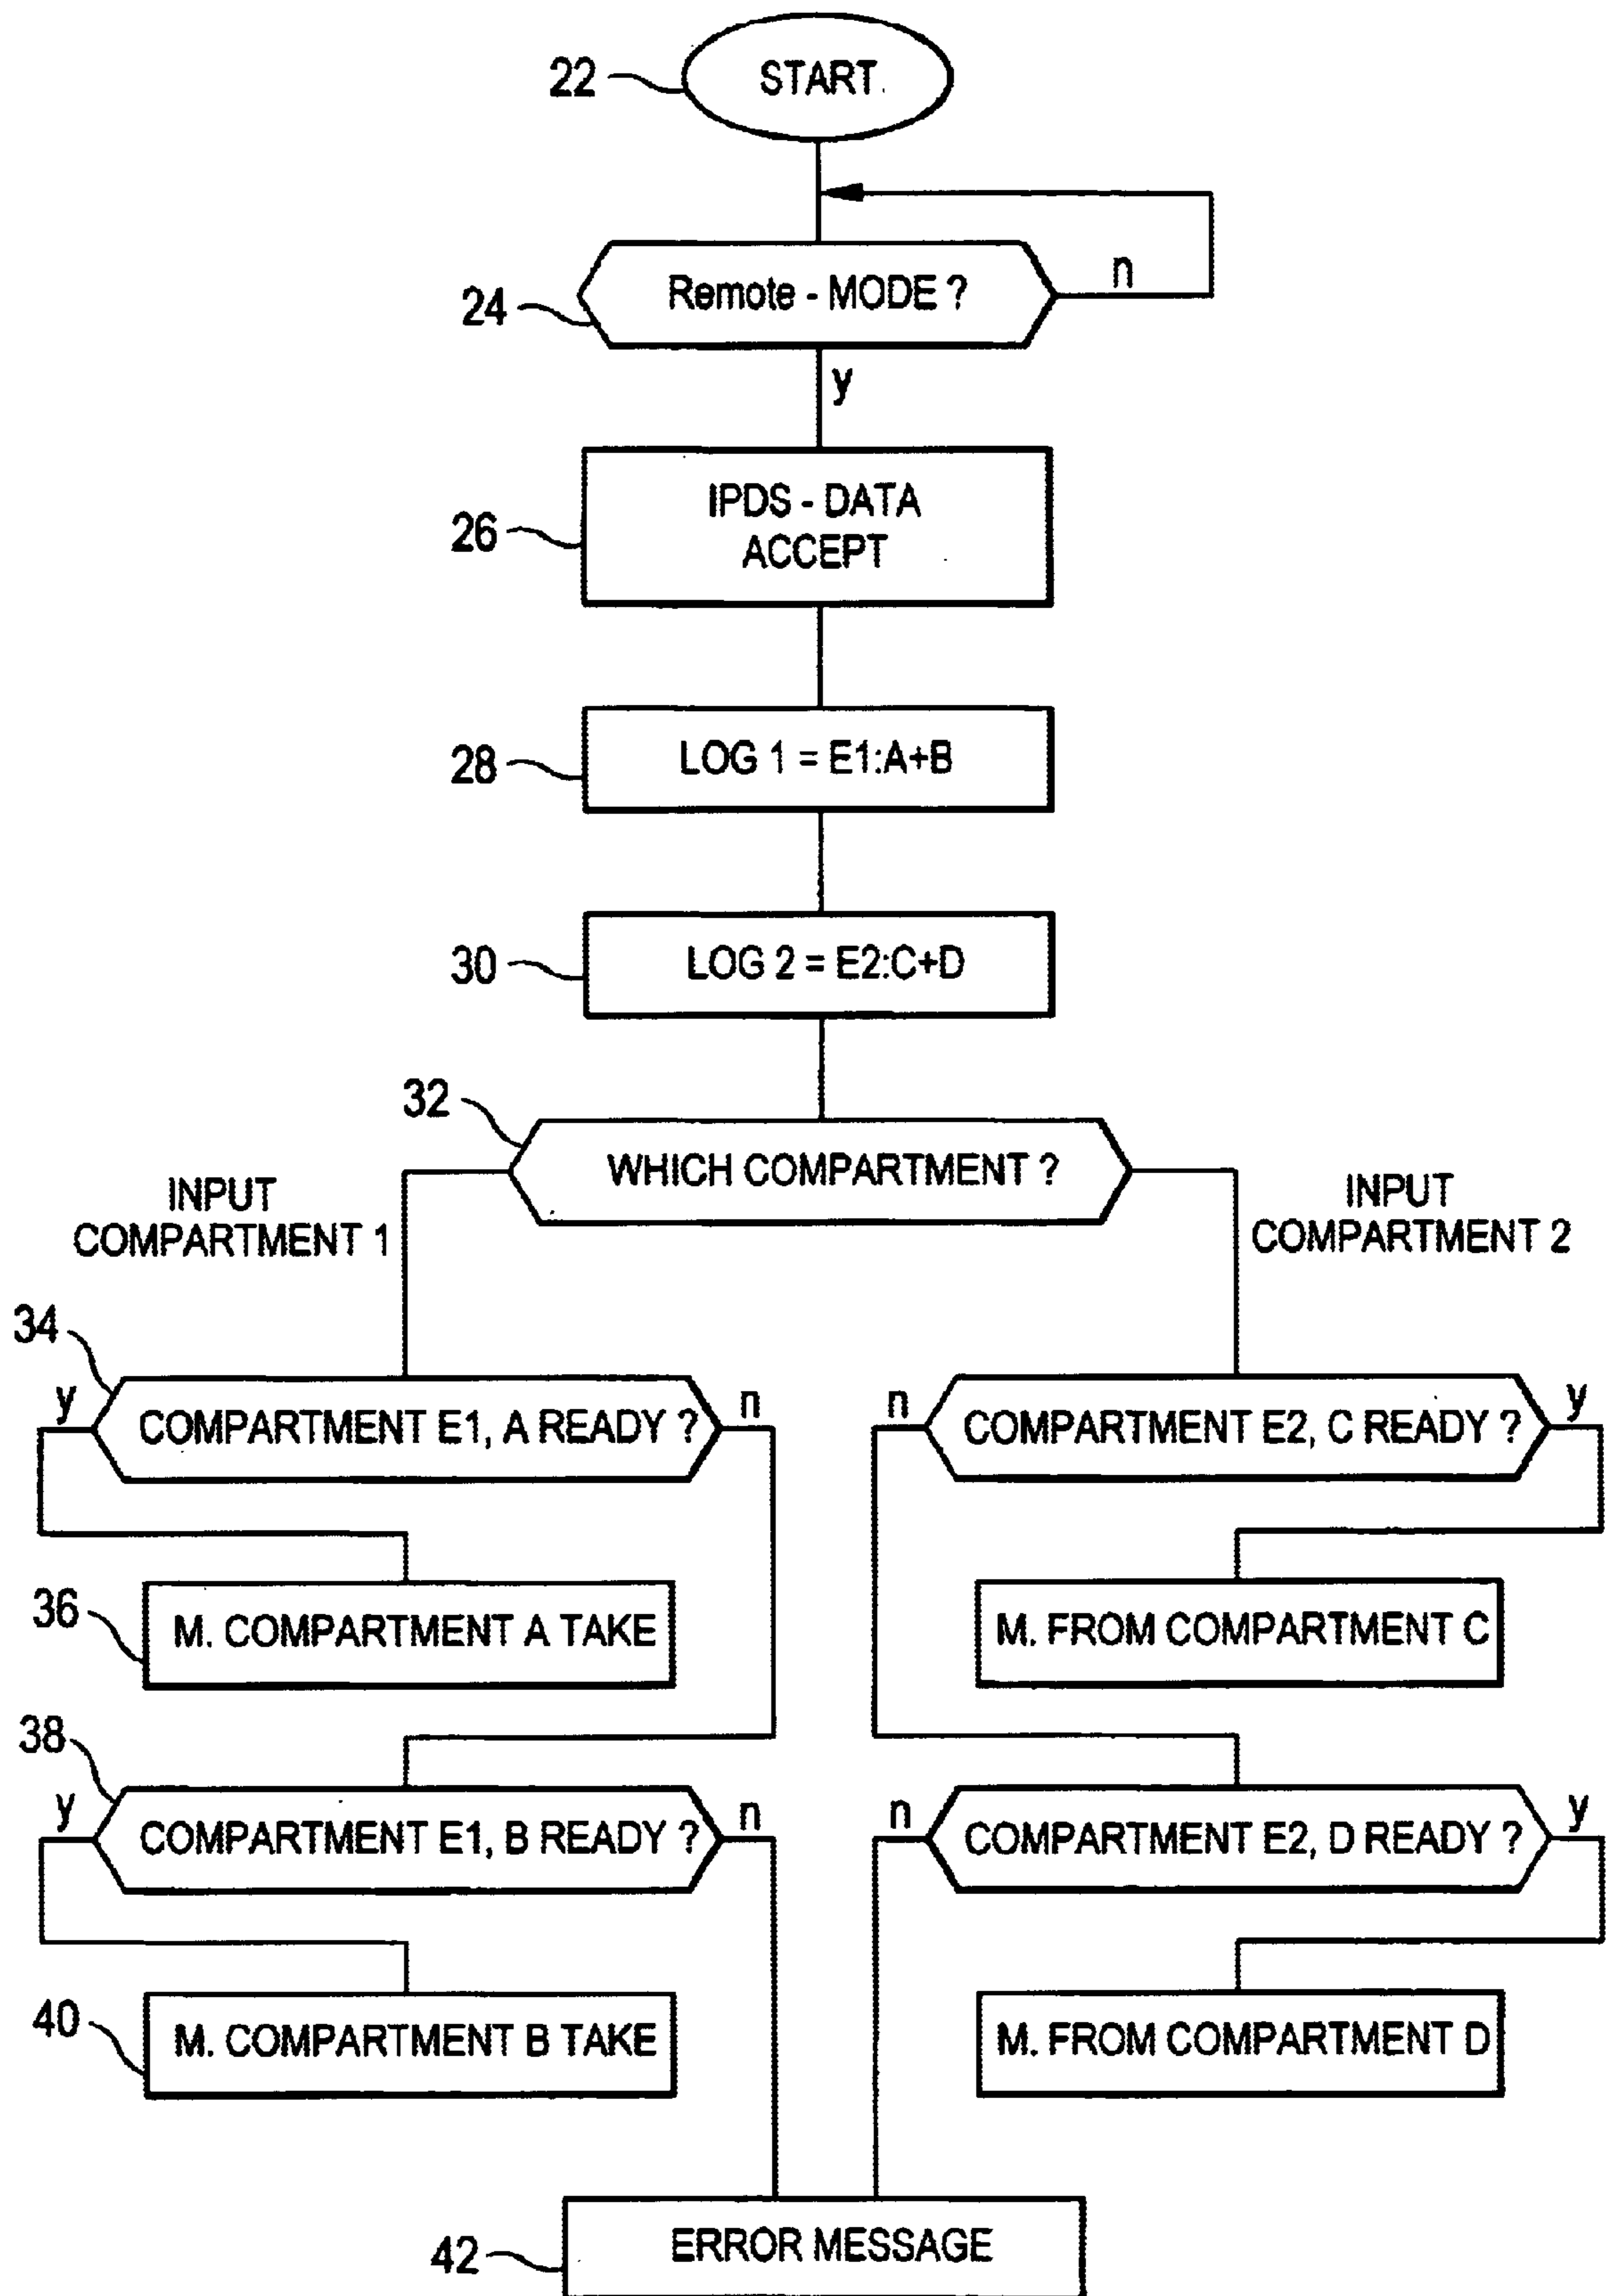 22
START
24
Remote - MODE ?
n
y
26
IPDS - DATA
ACCEPT
28
LOG 1 = E1:A+B
30
LOG 2 = E2:C+D
32
WHICH COMPARTMENT ?
INPUT
COMPARTMENT 1
INPUT
COMPARTMENT 2
34
y
COMPARTMENT E1, A READY ?
n
n
COMPARTMENT E2, C READY ?
y
36
M. COMPARTMENT A TAKE
M. FROM COMPARTMENT C
38
y
COMPARTMENT E1, B READY ?
n
n
COMPARTMENT E2, D READY ?
y
40
M. COMPARTMENT B TAKE
M. FROM COMPARTMENT D
42
ERROR MESSAGE